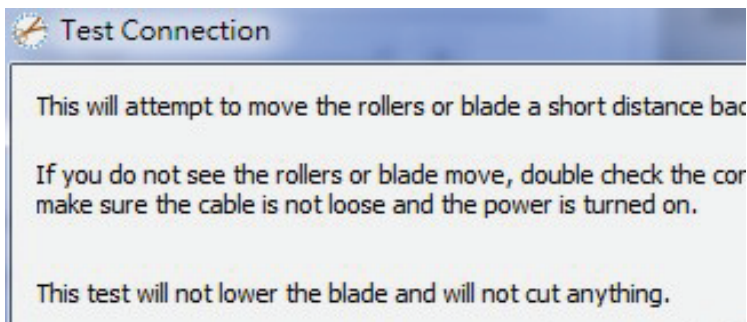 Test Connection
This will attempt to move the rollers or blade a short distance
If you do not see the rollers or blade move, double check the
make sure the cable is not loose and the power is turned on.
This test will not lower the blade and will not cut anything.